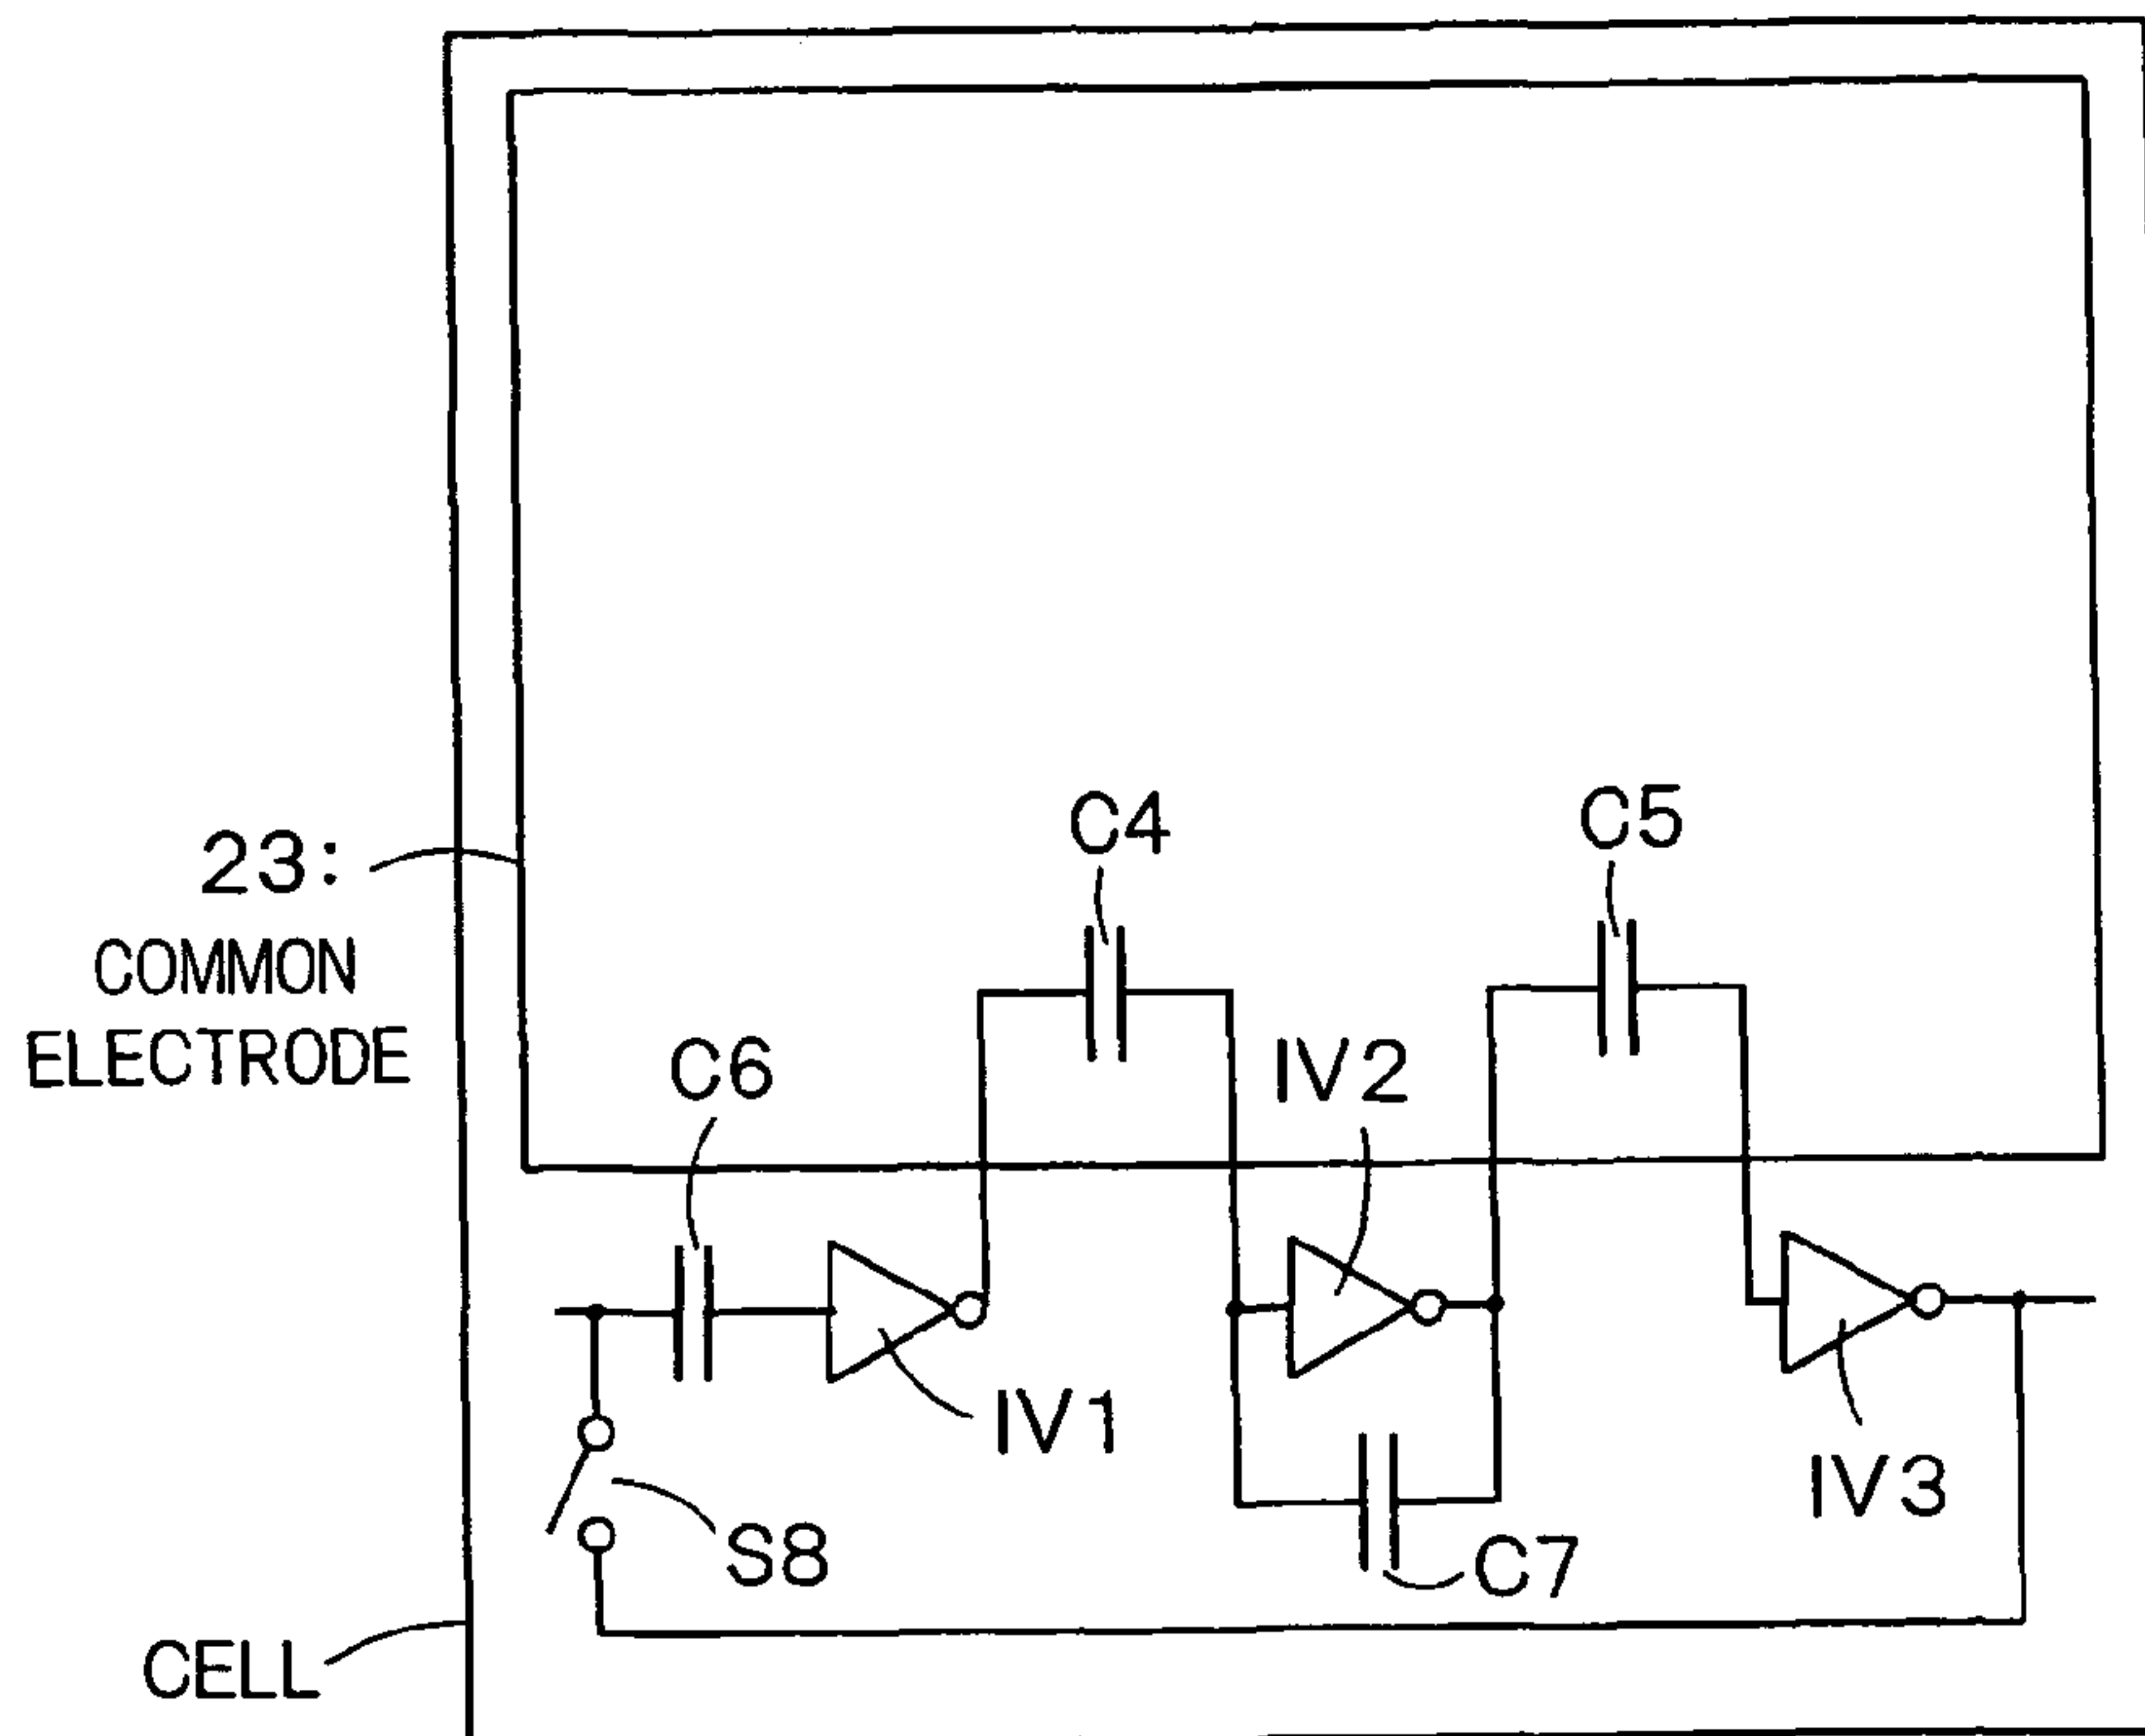 C4
C5
23:
COMMON
ELECTRODE
C6
IV2
IV1
IV3
S8
C7
CELL